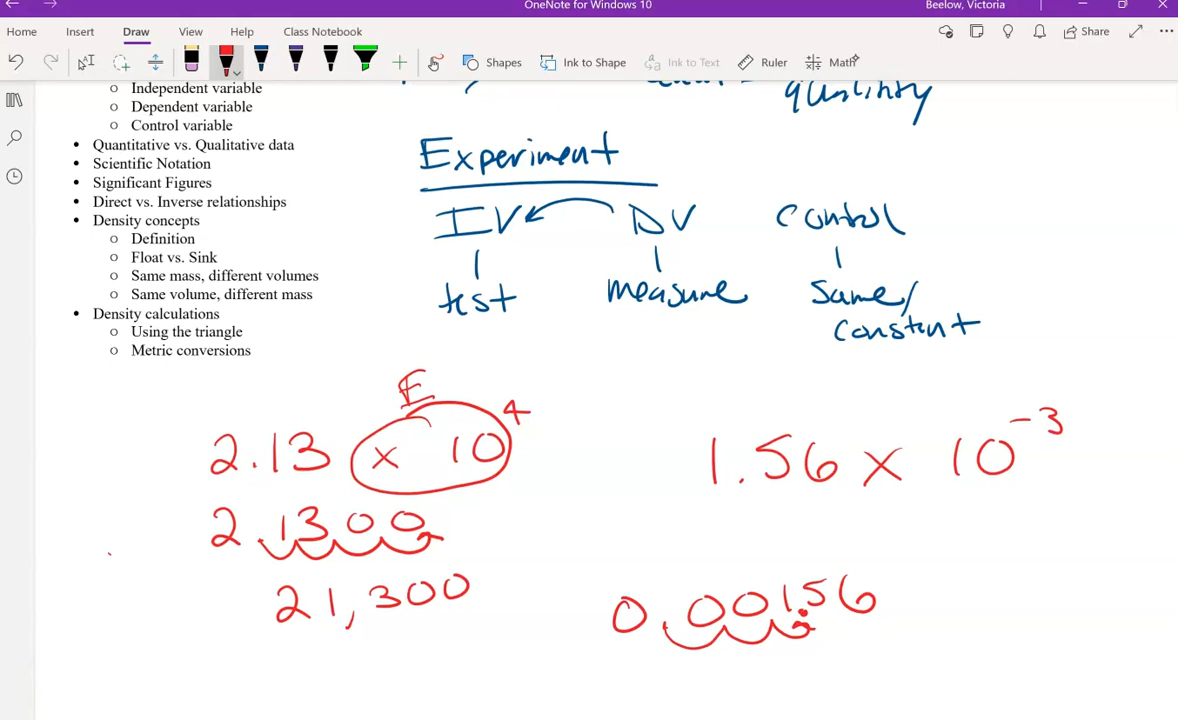 OneNote for Windows 10
Beelow, Victoria
Home Insert Draw View Help Class Notebook
Share
Shapes Ink to Shape Ink to Text Ruler Math
quantity
Independent variable
Dependent variable
Control variable
Quantitative vs. Qualitative data
Scientific Notation
Significant Figures
Direct vs. Inverse relationships
Density concepts
Definition
Float vs. Sink
Same mass, different volumes
Same volume, different mass
Density calculations
Using the triangle
Metric conversions
Experiment
IV DV Control
test measure same/
constant
E
2.13 x 10⁴
2.1300
21,300
1.56 x 10⁻³
0.001.56